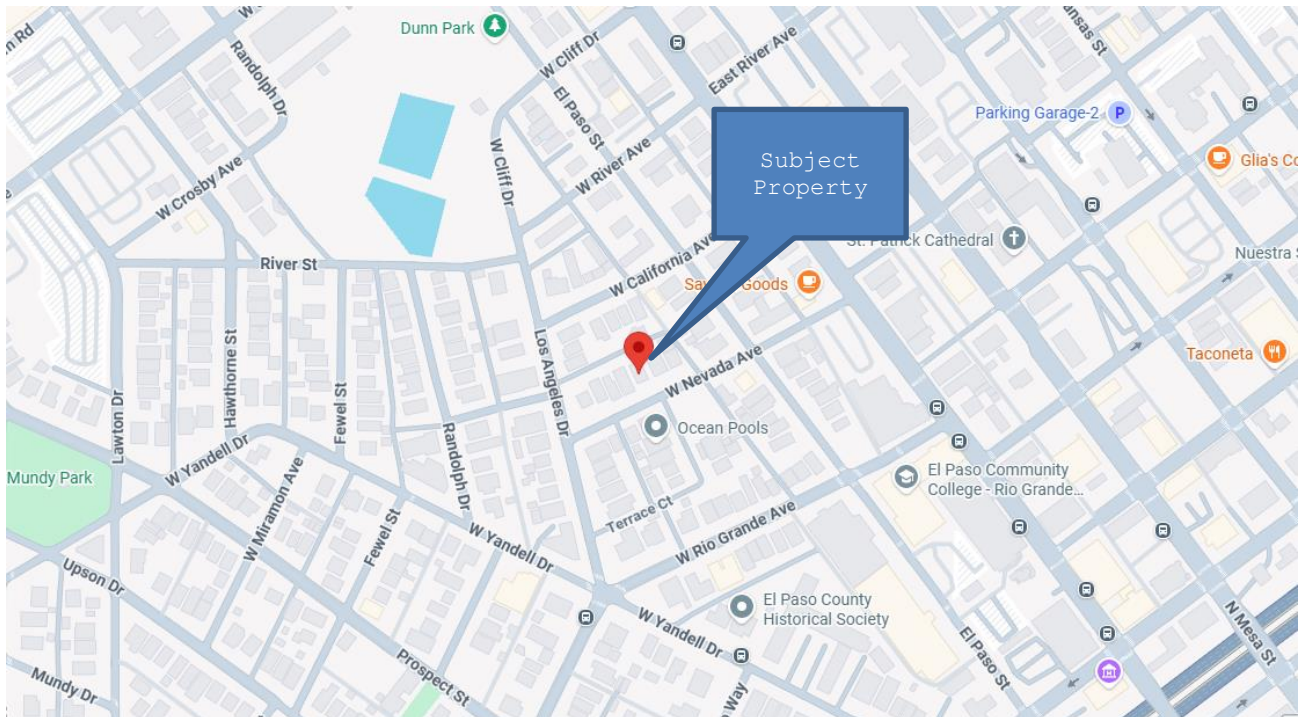 Dunn Park
W Cliff Dr
East River Ave
Randolph Dr
El Paso St
Parking Garage-2
P
W Cliff Dr
Subject
Property
W River Ave
W Crosby Ave
St. Patrick Cathedral
River St
W California Ave
Goods
Los Angeles Dr
W Nevada Ave
Taconeta
Hawthorne St
Fewel St
Lawton Dr
Randolph Dr
Ocean Pools
W Yandell Dr
Mundy Park
El Paso Community
College - Rio Grande...
W Miramon Ave
Terrace Ct
Fewel St
W Yandell Dr
W Rio Grande Ave
Upson Dr
El Paso County
Historical Society
W Yandell Dr
El Paso St
N Mesa St
Prospect St
Mundy Dr
Way